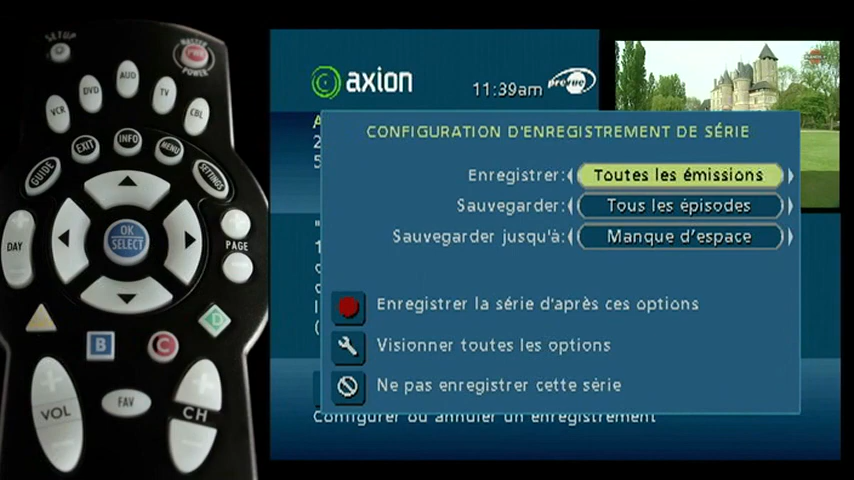 SETUP
MASTER
PWR
POWER
VCR
DVD
AUD
TV
CBL
GUIDE
EXIT
INFO
MENU
SETTINGS
DAY
OK
SELECT
PAGE
B
C
D
VOL
FAV
CH
axion
11:39am
prevue
CONFIGURATION D'ENREGISTREMENT DE SÉRIE
Enregistrer: Toutes les émissions
Sauvegarder: Tous les épisodes
Sauvegarder jusqu'à: Manque d'espace
Enregistrer la série d'après ces options
Visionner toutes les options
Ne pas enregistrer cette série
Configurer ou annuler un enregistrement